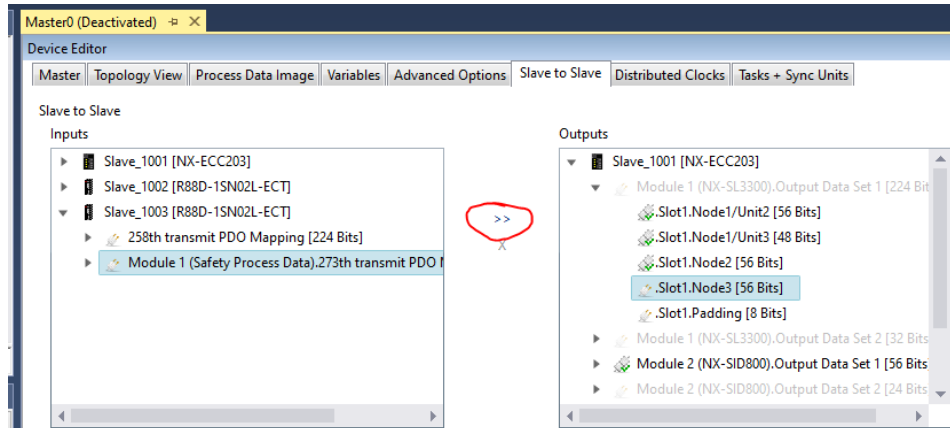 Master0 (Deactivated)
Device Editor
Master Topology View Process Data Image Variables Advanced Options Slave to Slave Distributed Clocks Tasks + Sync Units
Slave to Slave
Inputs
Slave_1001 [NX-ECC203]
Slave_1002 [R88D-1SN02L-ECT]
Slave_1003 [R88D-1SN02L-ECT]
258th transmit PDO Mapping [224 Bits]
Module 1 (Safety Process Data).273th transmit PDO
>>
X
Outputs
Slave_1001 [NX-ECC203]
Module 1 (NX-SL3300).Output Data Set 1 [224 Bit
.Slot1.Node1/Unit2 [56 Bits]
.Slot1.Node1/Unit3 [48 Bits]
.Slot1.Node2 [56 Bits]
.Slot1.Node3 [56 Bits]
.Slot1.Padding [8 Bits]
Module 1 (NX-SL3300).Output Data Set 2 [32 Bits
Module 2 (NX-SID800).Output Data Set 1 [56 Bits
Module 2 (NX-SID800).Output Data Set 2 [24 Bits